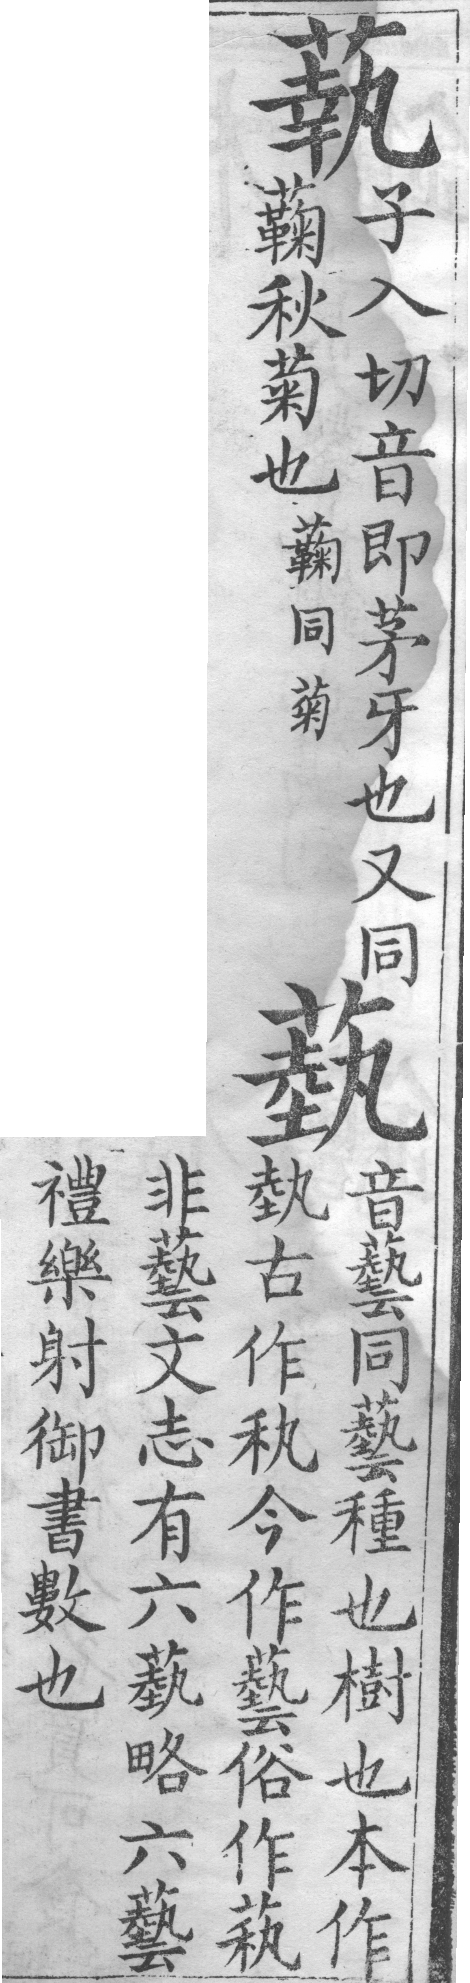 蓻
子入切音即茅牙也又同
蘜秋菊也蘜同菊
蓺
音藝同藝種也樹也本作
埶古作秇今作藝俗作萟
非藝文志有六蓺略六藝
禮樂射御書數也